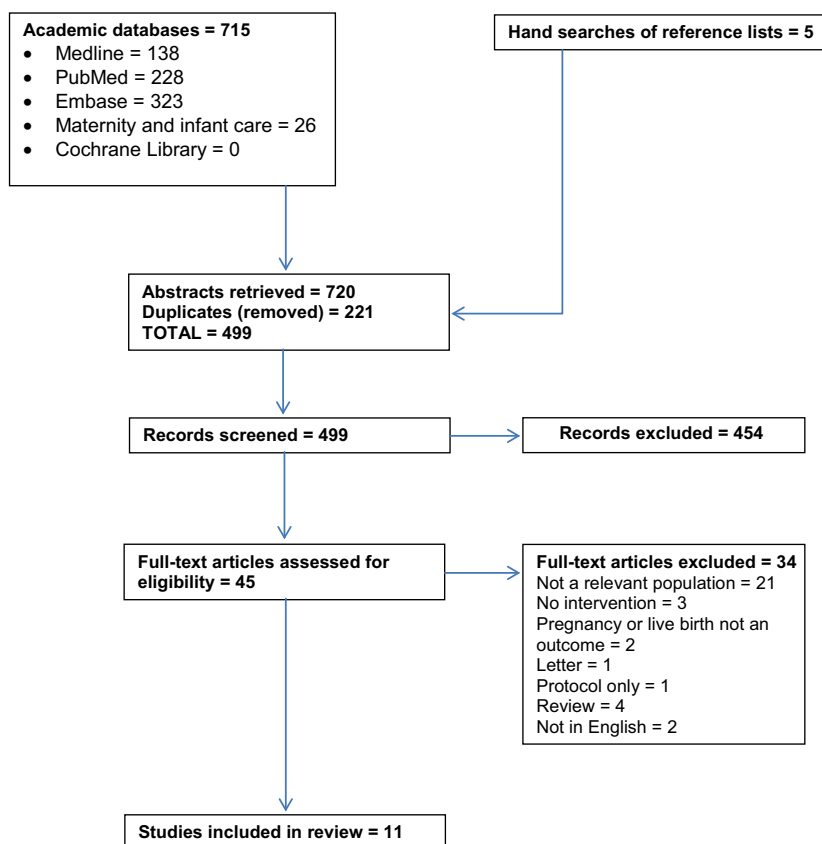 Academic databases = 715
• Medline = 138
• PubMed = 228
• Embase = 323
• Maternity and infant care = 26
• Cochrane Library = 0
Hand searches of reference lists = 5
Abstracts retrieved = 720
Duplicates (removed) = 221
TOTAL = 499
Records screened = 499
Records excluded = 454
Full-text articles assessed for
eligibility = 45
Full-text articles excluded = 34
Not a relevant population = 21
No intervention = 3
Pregnancy or live birth not an
outcome = 2
Letter = 1
Protocol only = 1
Review = 4
Not in English = 2
Studies included in review = 11